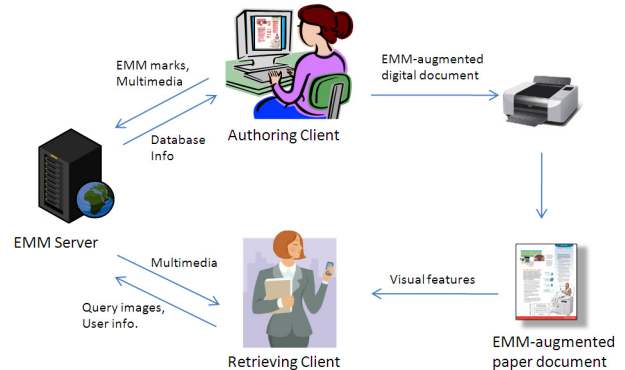 EMM marks,
Multimedia
EMM-augmented
digital document
Authoring Client
Database
Info
EMM Server
Multimedia
Query images,
User info.
Visual features
Retrieving Client
EMM-augmented
paper document